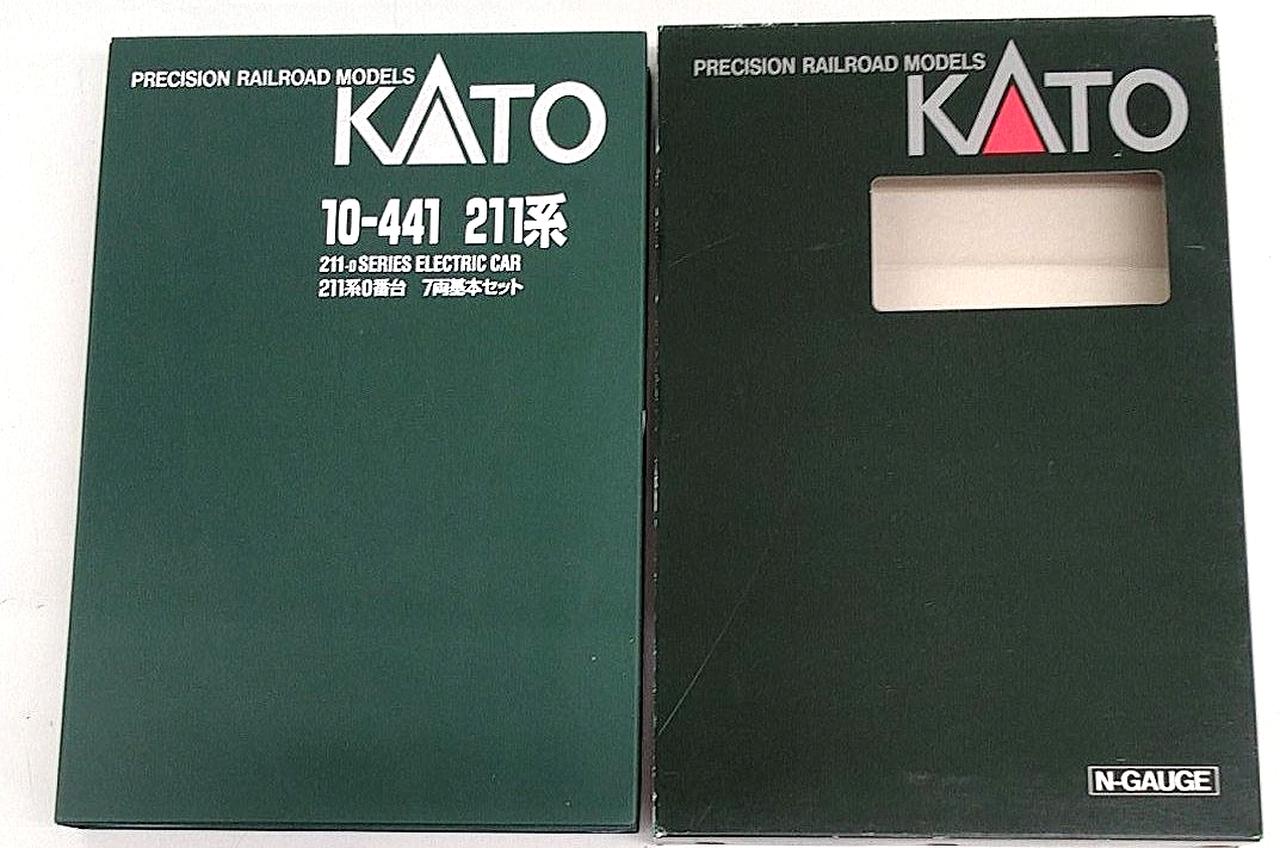 PRECISION RAILROAD MODELS
KATO
10-441 211系
211-0 SERIES ELECTRIC CAR
211系0番台 7両基本セット
PRECISION RAILROAD MODELS
KATO
N-GAUGE